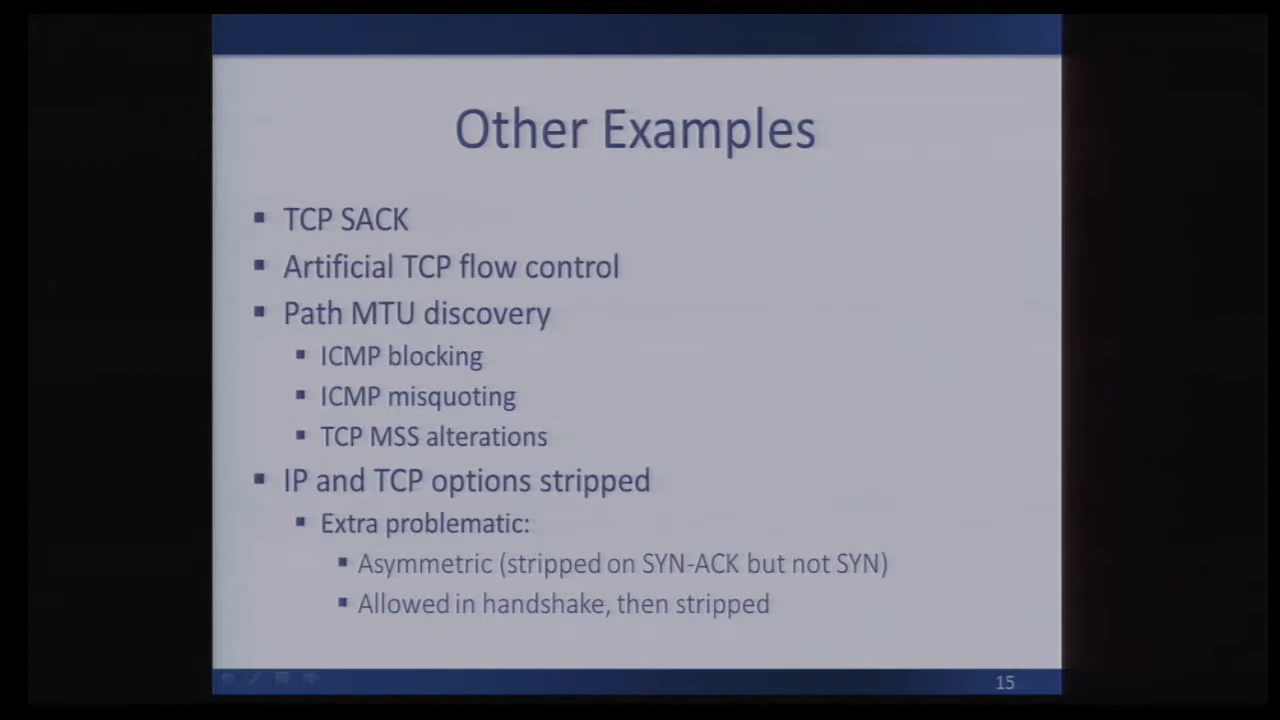 Other Examples
TCP SACK
Artificial TCP flow control
Path MTU discovery
ICMP blocking
ICMP misquoting
TCP MSS alterations
IP and TCP options stripped
Extra problematic:
Asymmetric (stripped on SYN-ACK but not SYN)
Allowed in handshake, then stripped
15